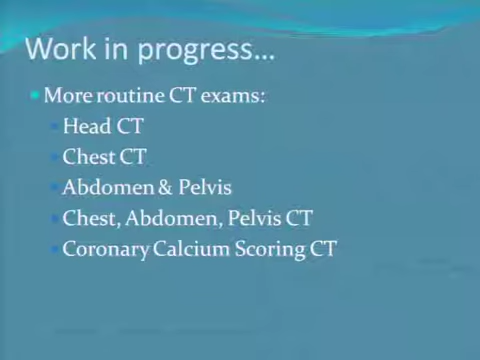 Work in progress…
More routine CT exams:
Head CT
Chest CT
Abdomen & Pelvis
Chest, Abdomen, Pelvis CT
Coronary Calcium Scoring CT